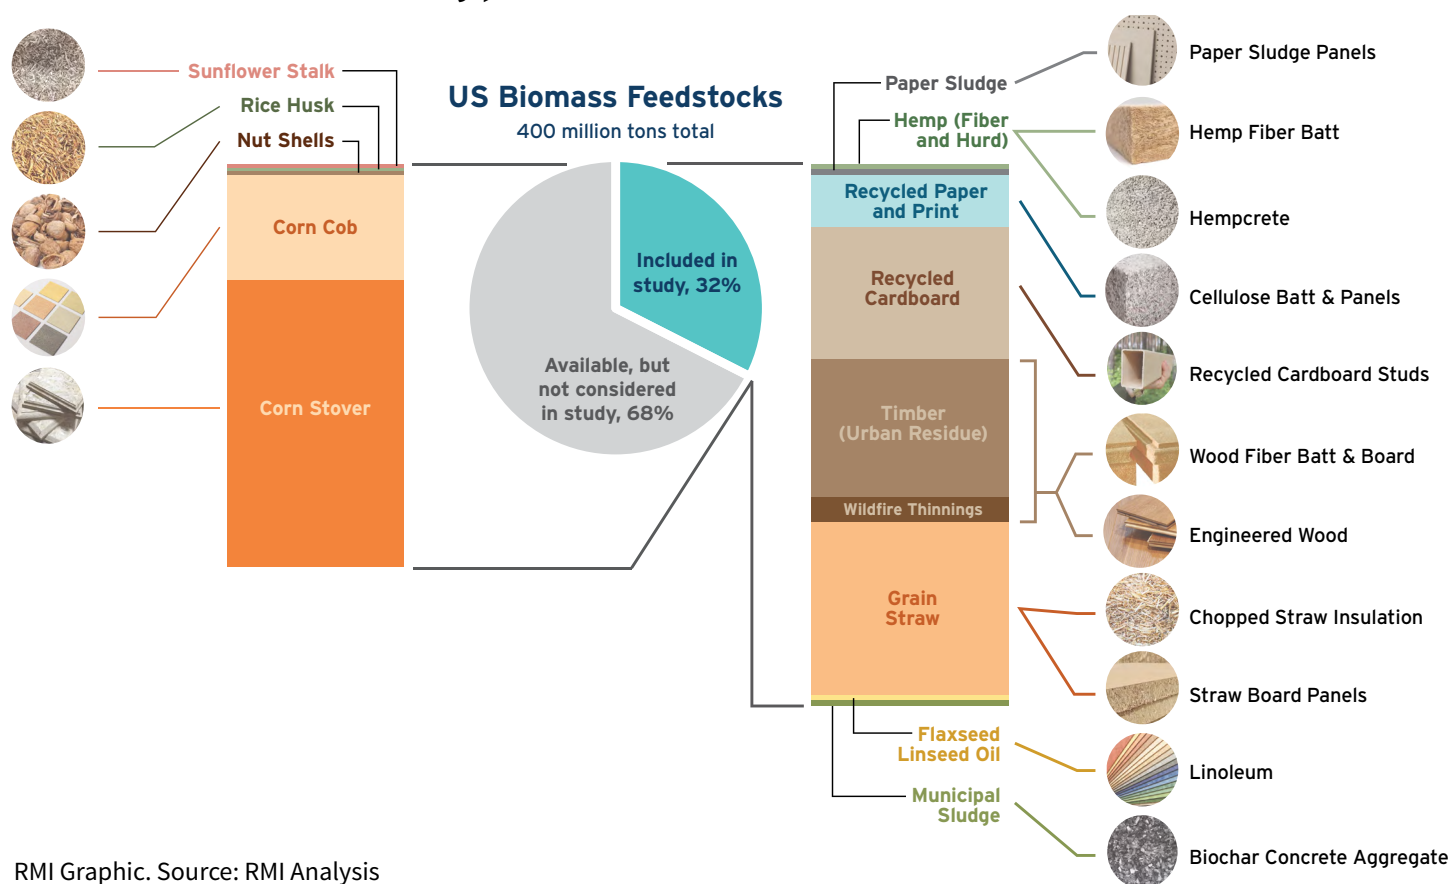 US Biomass Feedstocks
400 million tons total
Sunflower Stalk
Rice Husk
Nut Shells
Corn Cob
Corn Stover
Included in
study, 32%
Available, but
not considered
in study, 68%
Paper Sludge
Hemp (Fiber
and Hurd)
Recycled Paper
and Print
Recycled
Cardboard
Timber
(Urban Residue)
Wildfire Thinnings
Grain
Straw
Flaxseed
Linseed Oil
Municipal
Sludge
Paper Sludge Panels
Hemp Fiber Batt
Hempcrete
Cellulose Batt & Panels
Recycled Cardboard Studs
Wood Fiber Batt & Board
Engineered Wood
Chopped Straw Insulation
Straw Board Panels
Linoleum
Biochar Concrete Aggregate
RMI Graphic. Source: RMI Analysis